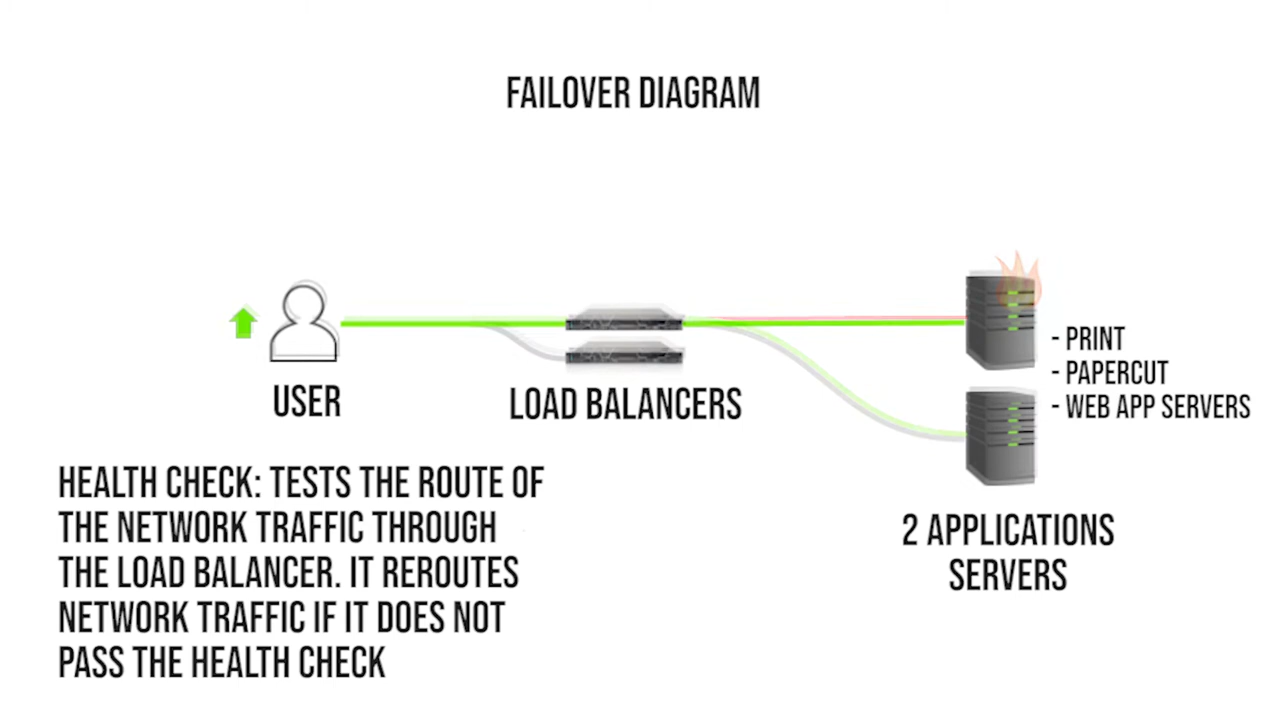 FAILOVER DIAGRAM
USER
LOAD BALANCERS
- PRINT
- PAPERCUT
- WEB APP SERVERS
2 APPLICATIONS
SERVERS
HEALTH CHECK: TESTS THE ROUTE OF
THE NETWORK TRAFFIC THROUGH
THE LOAD BALANCER. IT REROUTES
NETWORK TRAFFIC IF IT DOES NOT
PASS THE HEALTH CHECK